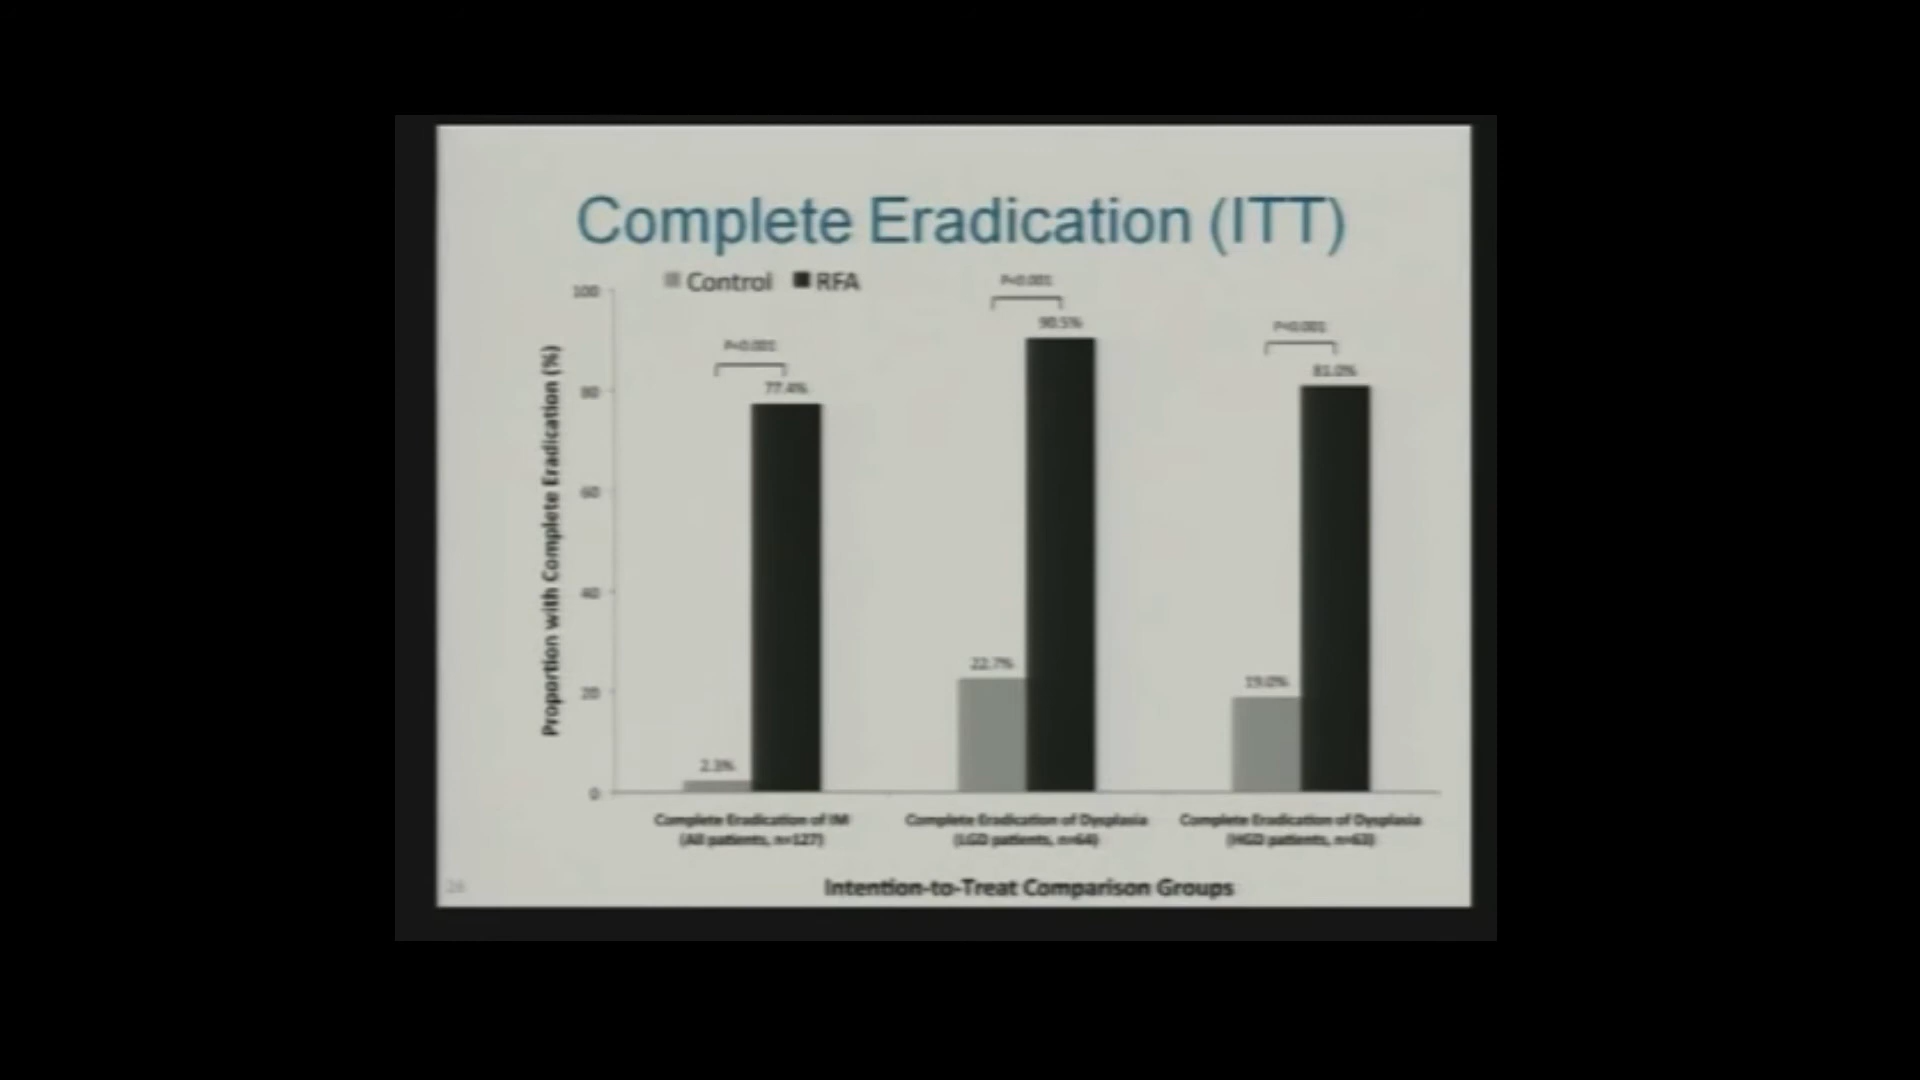 Complete Eradication (ITT)
Control RFA
Proportion with Complete Eradication (%)
100
80
60
40
20
0
P<0.001
77.4%
2.3%
P<0.001
90.5%
22.7%
P<0.001
81.0%
19.0%
Complete Eradication of IM
(All patients, n=127)
Complete Eradication of Dysplasia
(LGD patients, n=64)
Complete Eradication of Dysplasia
(HGD patients, n=63)
Intention-to-Treat Comparison Groups